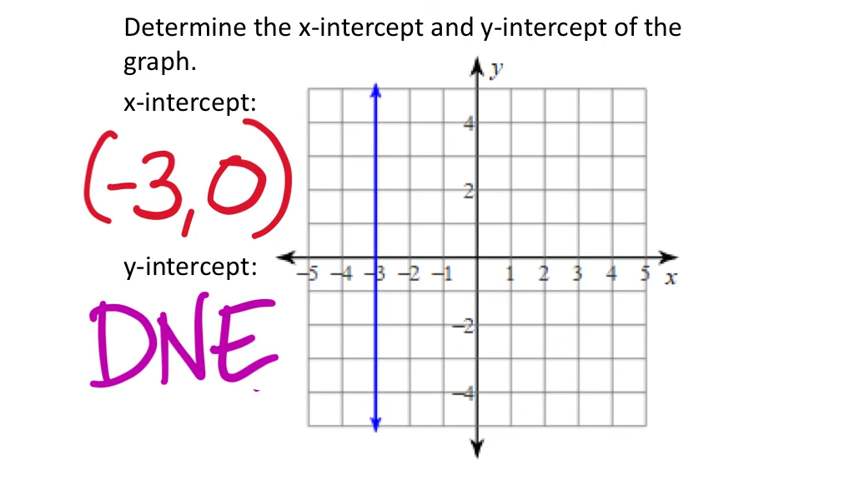 Determine the x-intercept and y-intercept of the
graph.
x-intercept:
(-3,0)
y-intercept:
DNE
y
4
2
-5 -4 -3 -2 -1 1 2 3 4 5 x
-2
-4